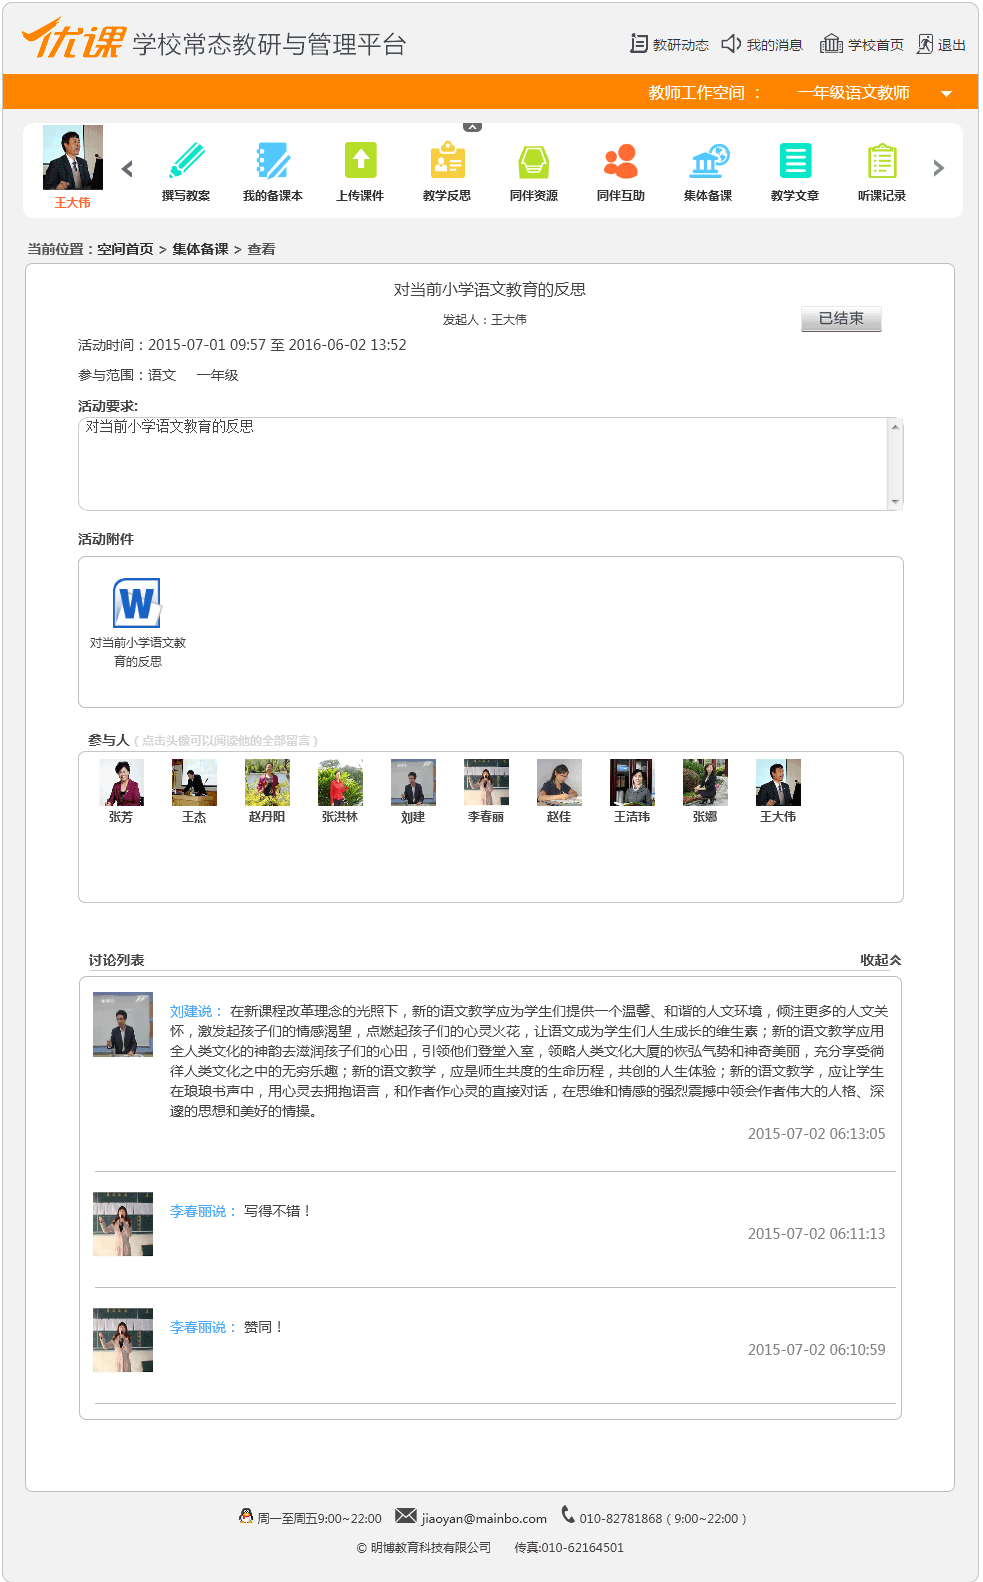 优课 学校常态教研与管理平台
教研动态 我的消息 学校首页 退出
教师工作空间 ： 一年级语文教师
王大伟
撰写教案 我的备课本 上传课件 教学反思 同伴资源 同伴互助 集体备课 教学文章 听课记录
当前位置：空间首页 > 集体备课 > 查看
对当前小学语文教育的反思
发起人：王大伟
已结束
活动时间：2015-07-01 09:57 至 2016-06-02 13:52
参与范围：语文 一年级
活动要求:
对当前小学语文教育的反思
活动附件
W
对当前小学语文教
育的反思
参与人（点击头像可以阅读他的全部留言）
张芳 王杰 赵丹阳 张洪林 刘建 李春丽 赵佳 王洁玮 张娜 王大伟
讨论列表 收起
刘建说： 在新课程改革理念的光照下，新的语文教学应为学生们提供一个温馨、和谐的人文环境，倾注更多的人文关
怀，激发起孩子们的情感渴望，点燃起孩子们的心灵火花，让语文成为学生们人生成长的维生素；新的语文教学应用
全人类文化的神韵去滋润孩子们的心田，引领他们登堂入室，领略人类文化大厦的恢弘气势和神奇美丽，充分享受徜
徉人类文化之中的无穷乐趣；新的语文教学，应是师生共度的生命历程，共创的人生体验；新的语文教学，应让学生
在琅琅书声中，用心灵去拥抱语言，和作者作心灵的直接对话，在思维和情感的强烈震撼中领会作者伟大的人格、深
邃的思想和美好的情操。
2015-07-02 06:13:05
李春丽说： 写得不错！
2015-07-02 06:11:13
李春丽说： 赞同！
2015-07-02 06:10:59
周一至周五9:00~22:00 jiaoyan@mainbo.com 010-82781868（9:00~22:00）
© 明博教育科技有限公司 传真:010-62164501